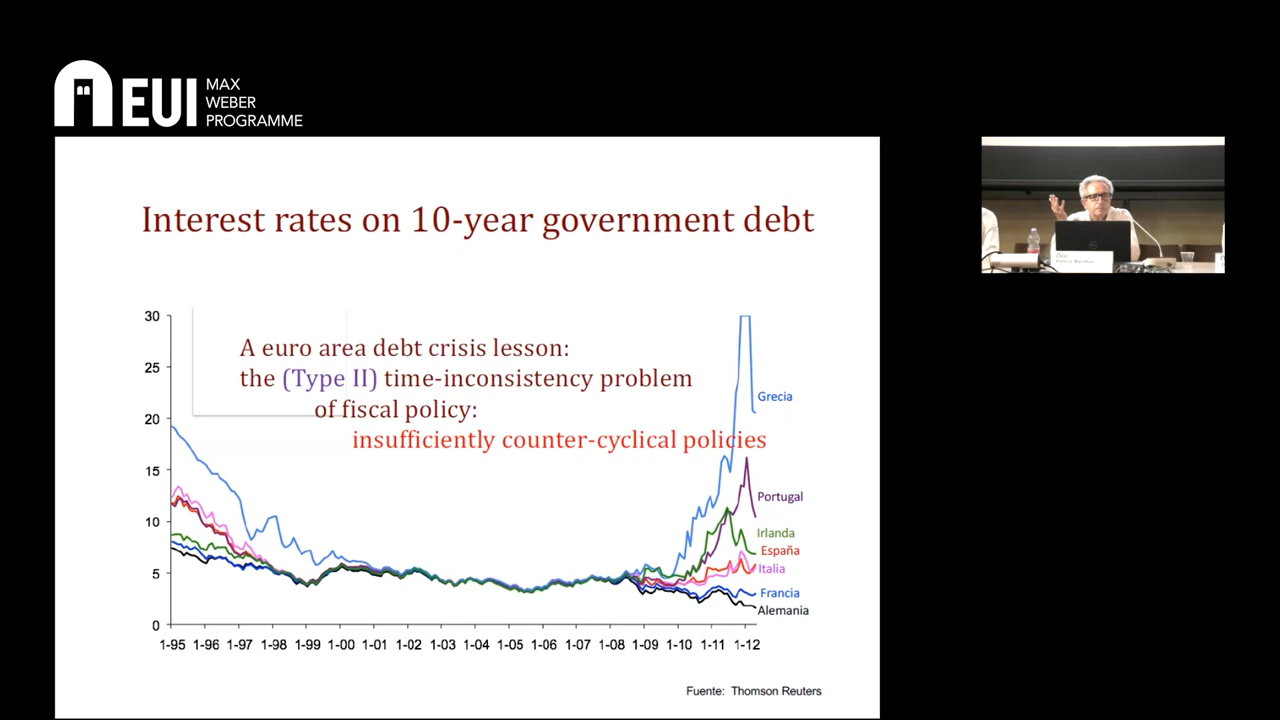 EUI
MAX
WEBER
PROGRAMME
Interest rates on 10-year government debt
A euro area debt crisis lesson:
the (Type II) time-inconsistency problem
of fiscal policy:
insufficiently counter-cyclical policies
30
25
20
15
10
5
0
Grecia
Portugal
Irlanda
España
Italia
Francia
Alemania
1-95 1-96 1-97 1-98 1-99 1-00 1-01 1-02 1-03 1-04 1-05 1-06 1-07 1-08 1-09 1-10 1-11 1-12
Fuente: Thomson Reuters